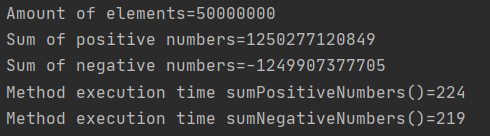 Amount of elements=50000000
Sum of positive numbers=1250277120849
Sum of negative numbers=-1249907377705
Method execution time sumPositiveNumbers()=224
Method execution time sumNegativeNumbers()=219